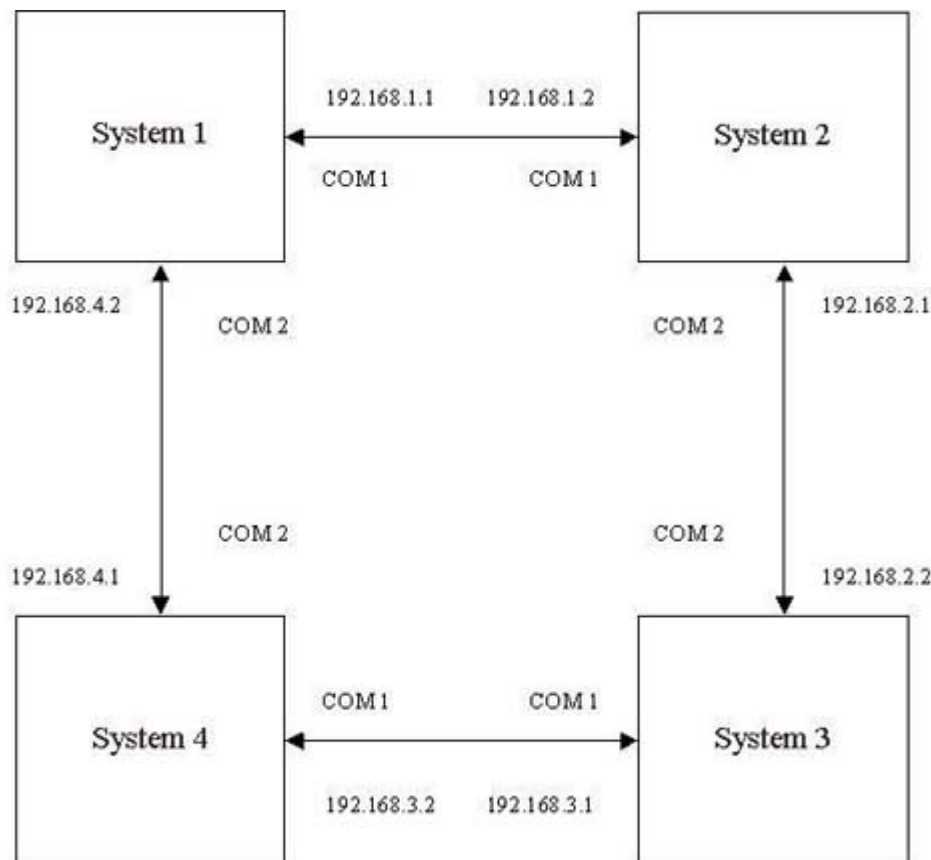 192.168.1.1 192.168.1.2
System 1 System 2
COM 1 COM 1
192.168.4.2 192.168.2.1
COM 2 COM 2
COM 2 COM 2
192.168.4.1 192.168.2.2
COM 1 COM 1
System 4 System 3
192.168.3.2 192.168.3.1